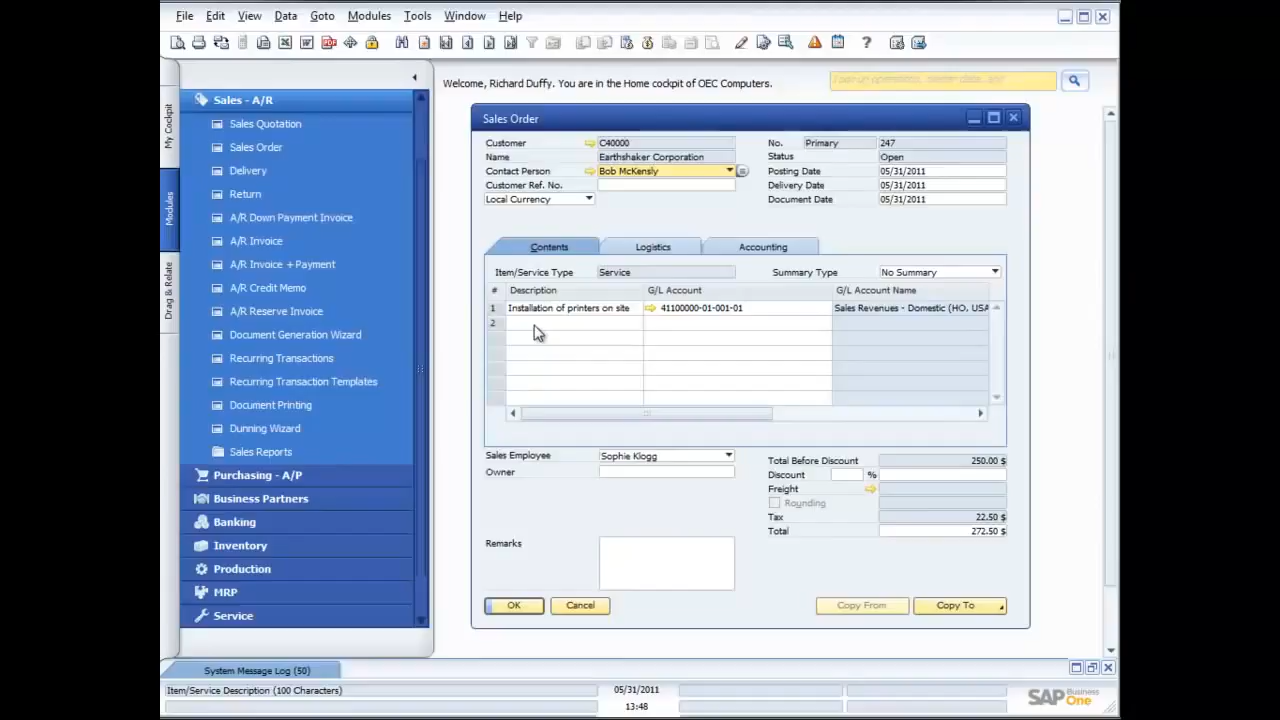 File Edit View Data Goto Modules Tools Window Help
Welcome, Richard Duffy. You are in the Home cockpit of OEC Computers.
My Cockpit
Modules
Drag & Relate
Sales - A/R
Sales Quotation
Sales Order
Delivery
Return
A/R Down Payment Invoice
A/R Invoice
A/R Invoice + Payment
A/R Credit Memo
A/R Reserve Invoice
Document Generation Wizard
Recurring Transactions
Recurring Transaction Templates
Document Printing
Dunning Wizard
Sales Reports
Purchasing - A/P
Business Partners
Banking
Inventory
Production
MRP
Service
Sales Order
Customer C40000 No. Primary 247
Name Earthshaker Corporation Status Open
Contact Person Bob McKensly Posting Date 05/31/2011
Customer Ref. No. Delivery Date 05/31/2011
Local Currency Document Date 05/31/2011
Contents Logistics Accounting
Item/Service Type Service Summary Type No Summary
# Description G/L Account G/L Account Name
1 Installation of printers on site 41100000-01-001-01 Sales Revenues - Domestic (HO, USA
2
Sales Employee Sophie Klogg Total Before Discount 250.00 $
Owner Discount %
Freight
Rounding
Tax 22.50 $
Total 272.50 $
Remarks
OK Cancel Copy From Copy To
System Message Log (50)
Item/Service Description (100 Characters) 05/31/2011
13:48
SAP Business One